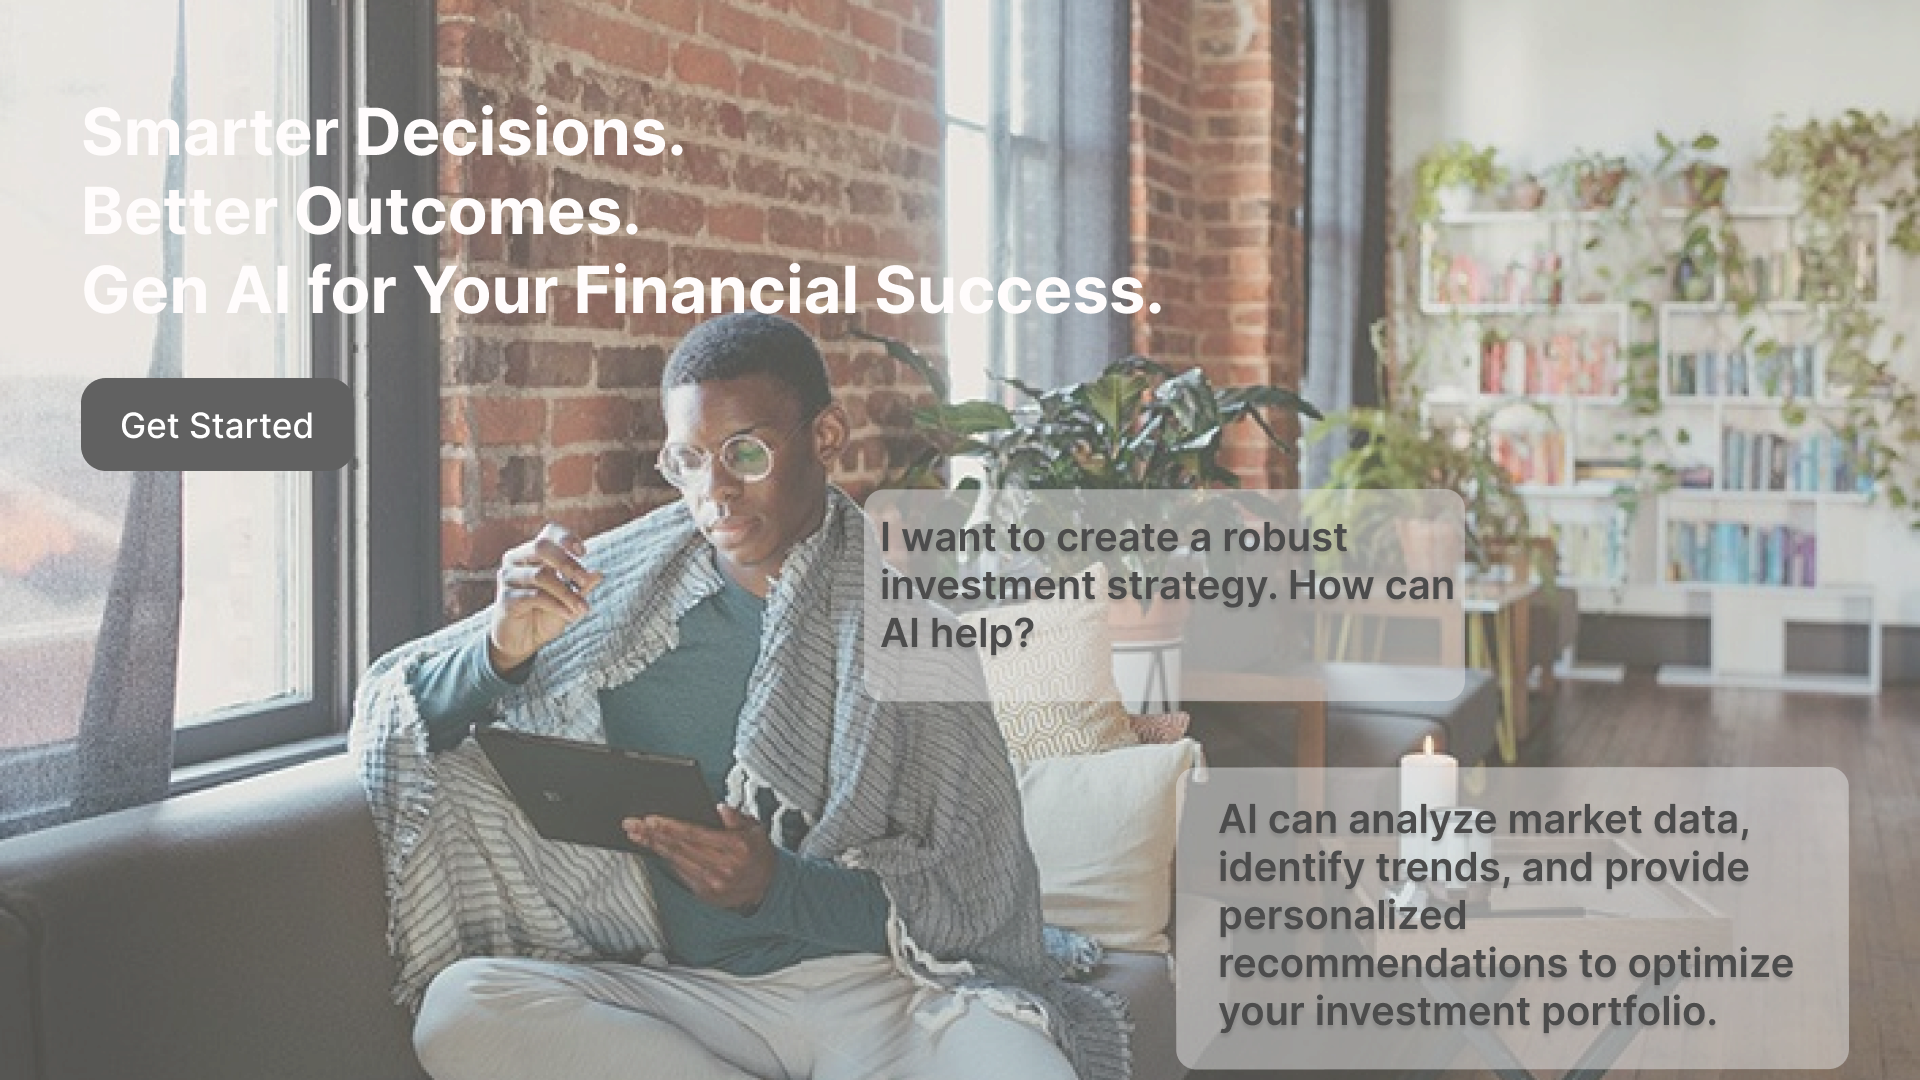 Smarter Decisions.
Better Outcomes.
Gen AI for Your Financial Success.
Get Started
I want to create a robust
investment strategy. How can
AI help?
AI can analyze market data,
identify trends, and provide
personalized
recommendations to optimize
your investment portfolio.